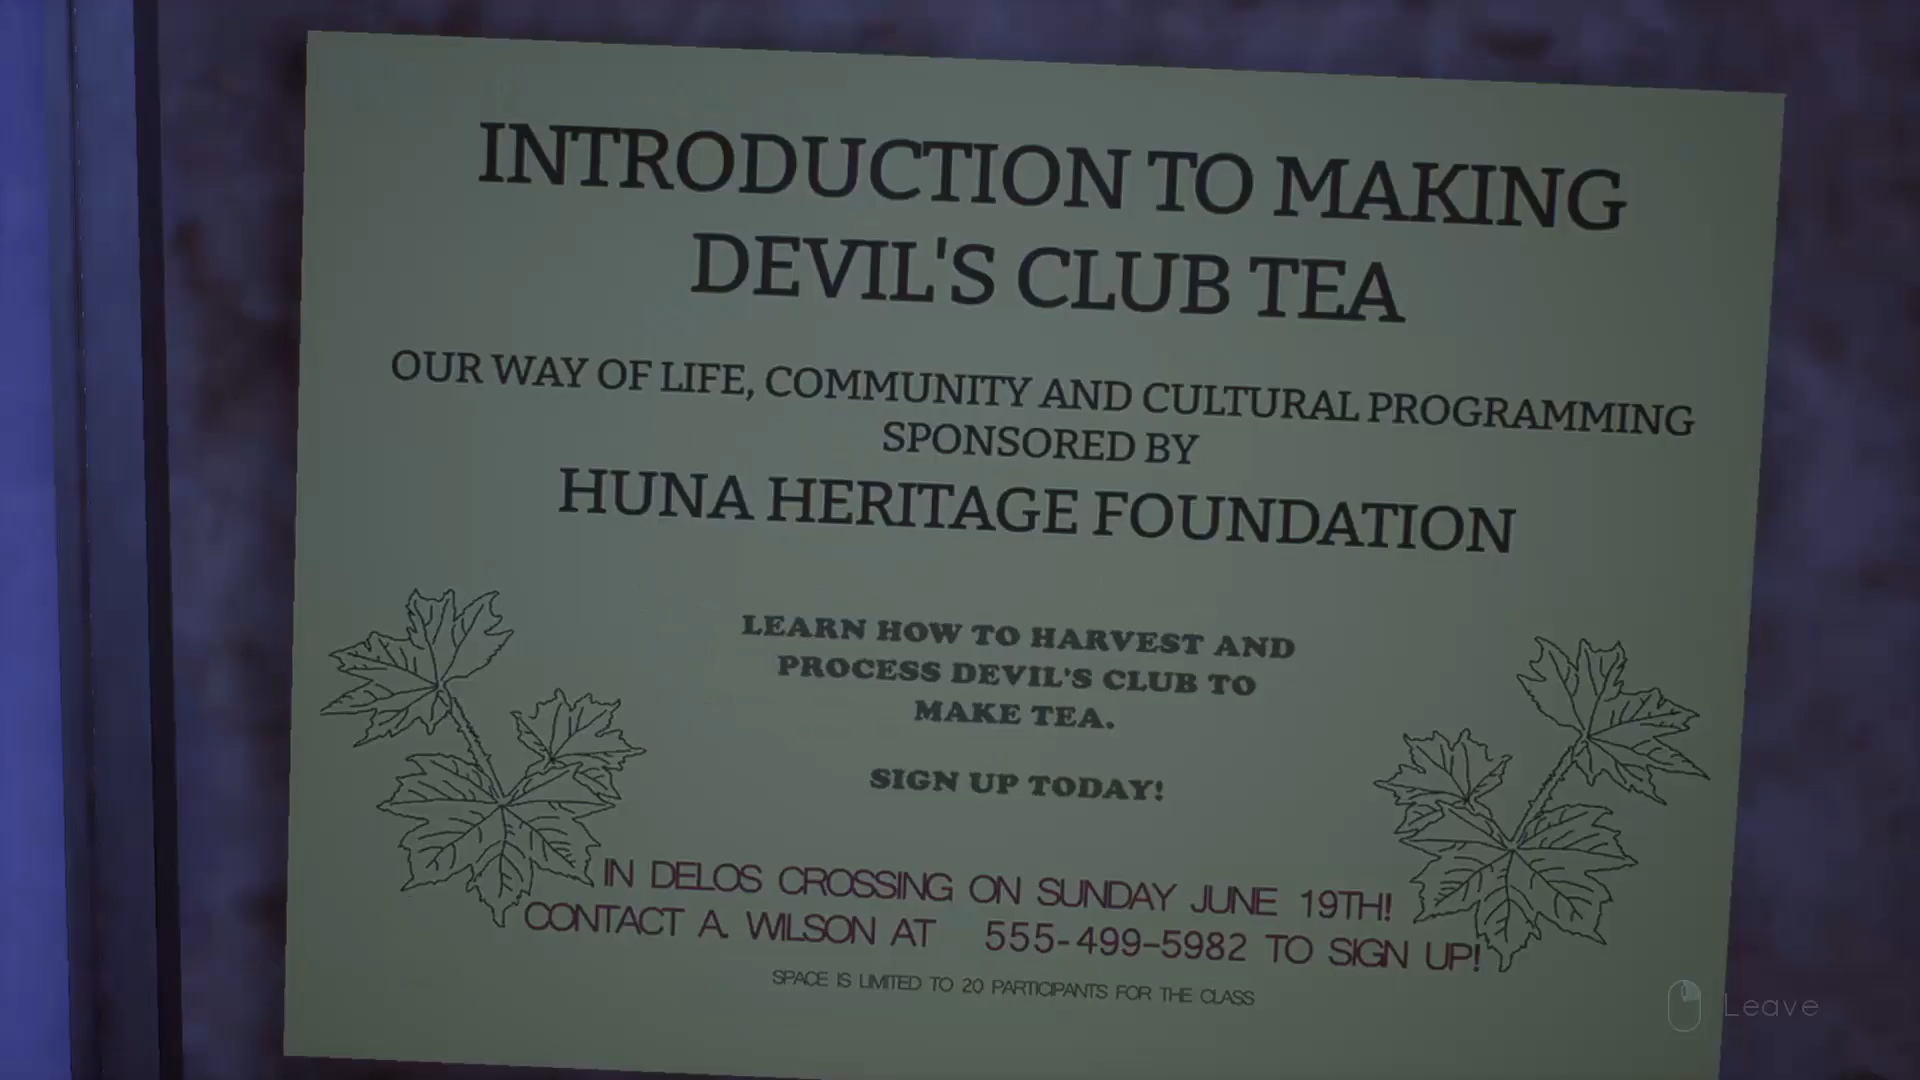 INTRODUCTION TO MAKING
DEVIL'S CLUB TEA
OUR WAY OF LIFE, COMMUNITY AND CULTURAL PROGRAMMING
SPONSORED BY
HUNA HERITAGE FOUNDATION
LEARN HOW TO HARVEST AND
PROCESS DEVIL'S CLUB TO
MAKE TEA.
SIGN UP TODAY!
IN DELOS CROSSING ON SUNDAY JUNE 19TH!
CONTACT A. WILSON AT 555-499-5982 TO SIGN UP!
SPACE IS LIMITED TO 20 PARTICIPANTS FOR THE CLASS
Leave